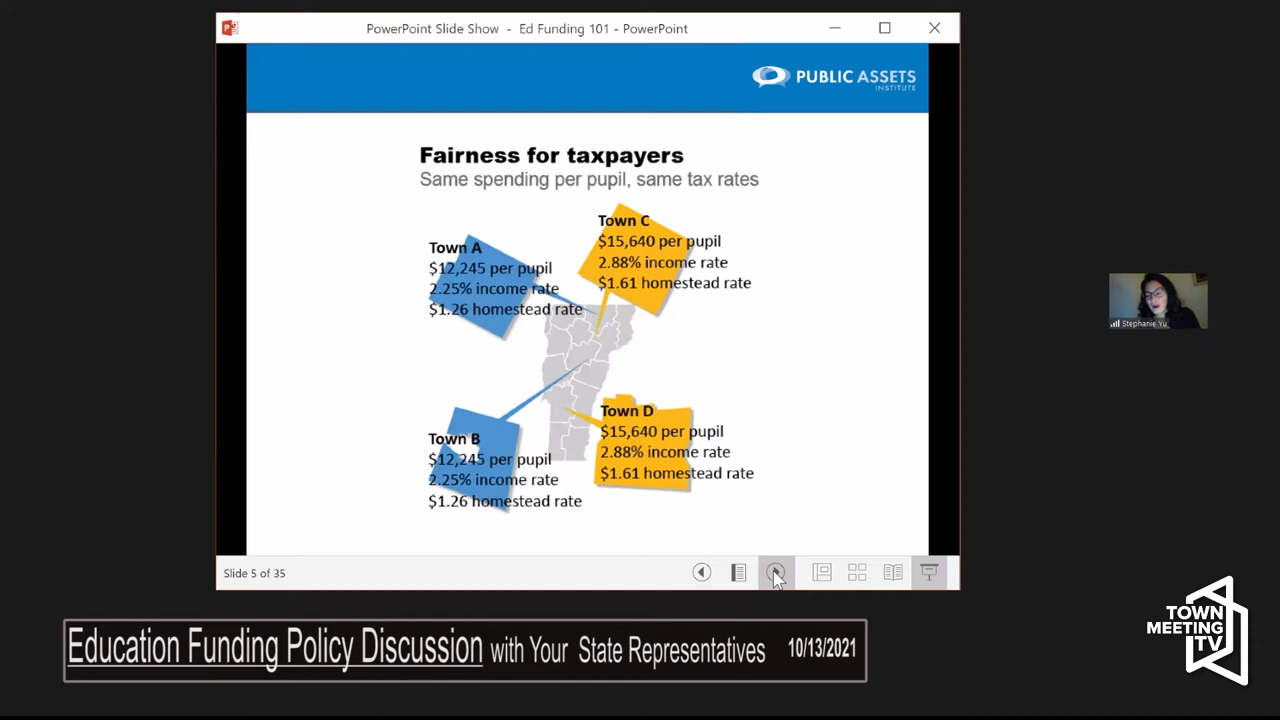 PowerPoint Slide Show - Ed Funding 101 - PowerPoint
PUBLIC ASSETS
INSTITUTE
Fairness for taxpayers
Same spending per pupil, same tax rates
Town A
$12,245 per pupil
2.25% income rate
$1.26 homestead rate
Town C
$15,640 per pupil
2.88% income rate
$1.61 homestead rate
Town B
$12,245 per pupil
2.25% income rate
$1.26 homestead rate
Town D
$15,640 per pupil
2.88% income rate
$1.61 homestead rate
Slide 5 of 35
Stephanie Yu
Education Funding Policy Discussion with Your State Representatives 10/13/2021
TOWN
MEETING
TV